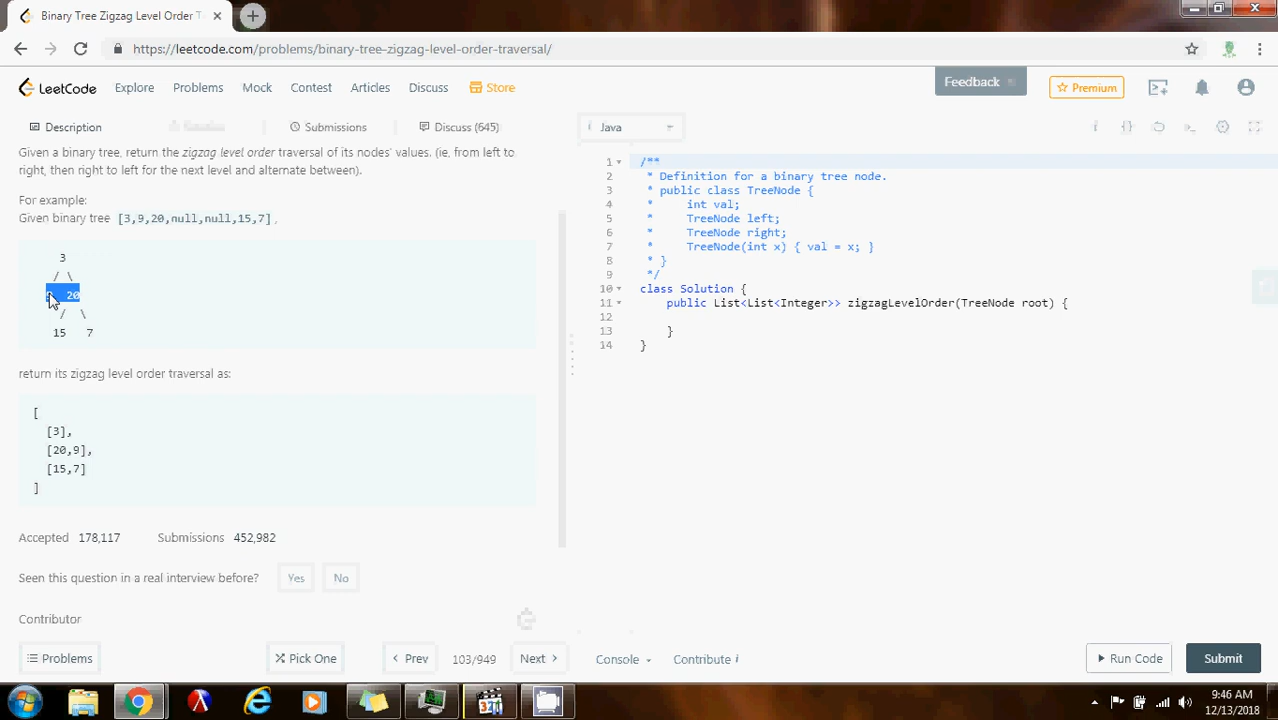 Binary Tree Zigzag Level Order T
https://leetcode.com/problems/binary-tree-zigzag-level-order-traversal/
LeetCode Explore Problems Mock Contest Articles Discuss Store Feedback Premium
Description Submissions Discuss (645) i Java i {}
Given a binary tree, return the zigzag level order traversal of its nodes' values. (ie, from left to
right, then right to left for the next level and alternate between).
For example:
Given binary tree [3,9,20,null,null,15,7],
3
/ \
20
/ \
15 7
return its zigzag level order traversal as:
[
[3],
[20,9],
[15,7]
]
Accepted 178,117 Submissions 452,982
Seen this question in a real interview before? Yes No
Contributor
1 /**
2 * Definition for a binary tree node.
3 * public class TreeNode {
4 * int val;
5 * TreeNode left;
6 * TreeNode right;
7 * TreeNode(int x) { val = x; }
8 * }
9 */
10 class Solution {
11 public List<List<Integer>> zigzagLevelOrder(TreeNode root) {
12
13 }
14 }
Problems Pick One Prev 103/949 Next Console Contribute i Run Code Submit
9:46 AM
12/13/2018